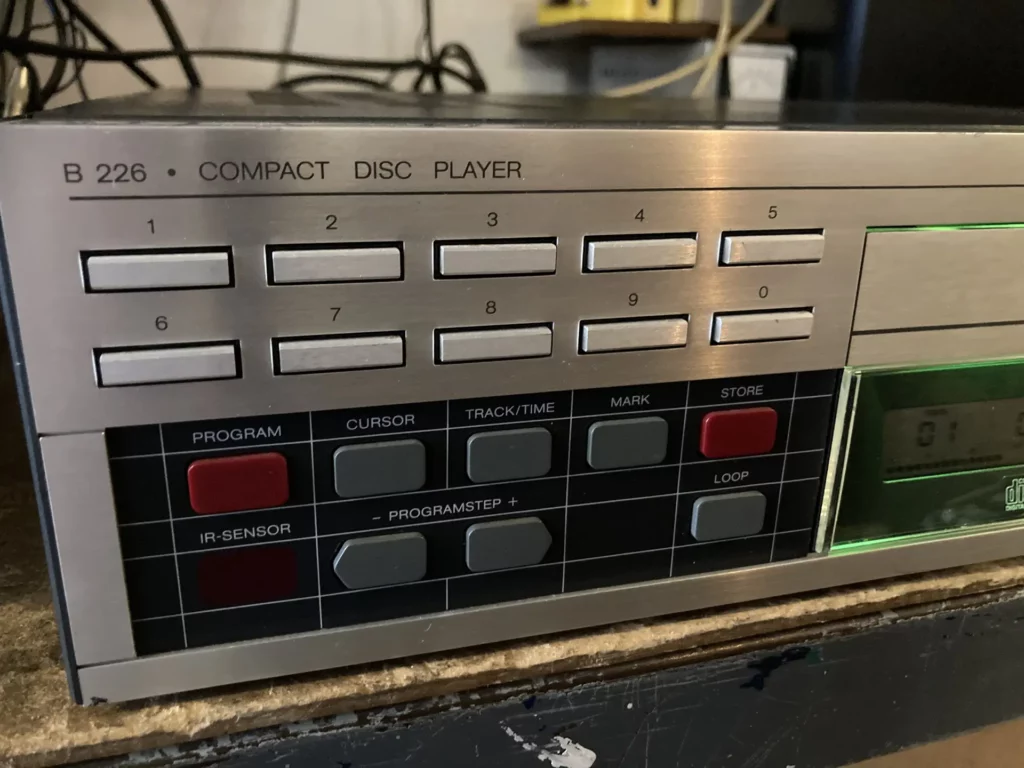 B 226 • COMPACT DISC PLAYER
1 2 3 4 5
6 7 8 9 0
PROGRAM CURSOR TRACK/TIME MARK STORE
IR-SENSOR - PROGRAMSTEP + LOOP
01